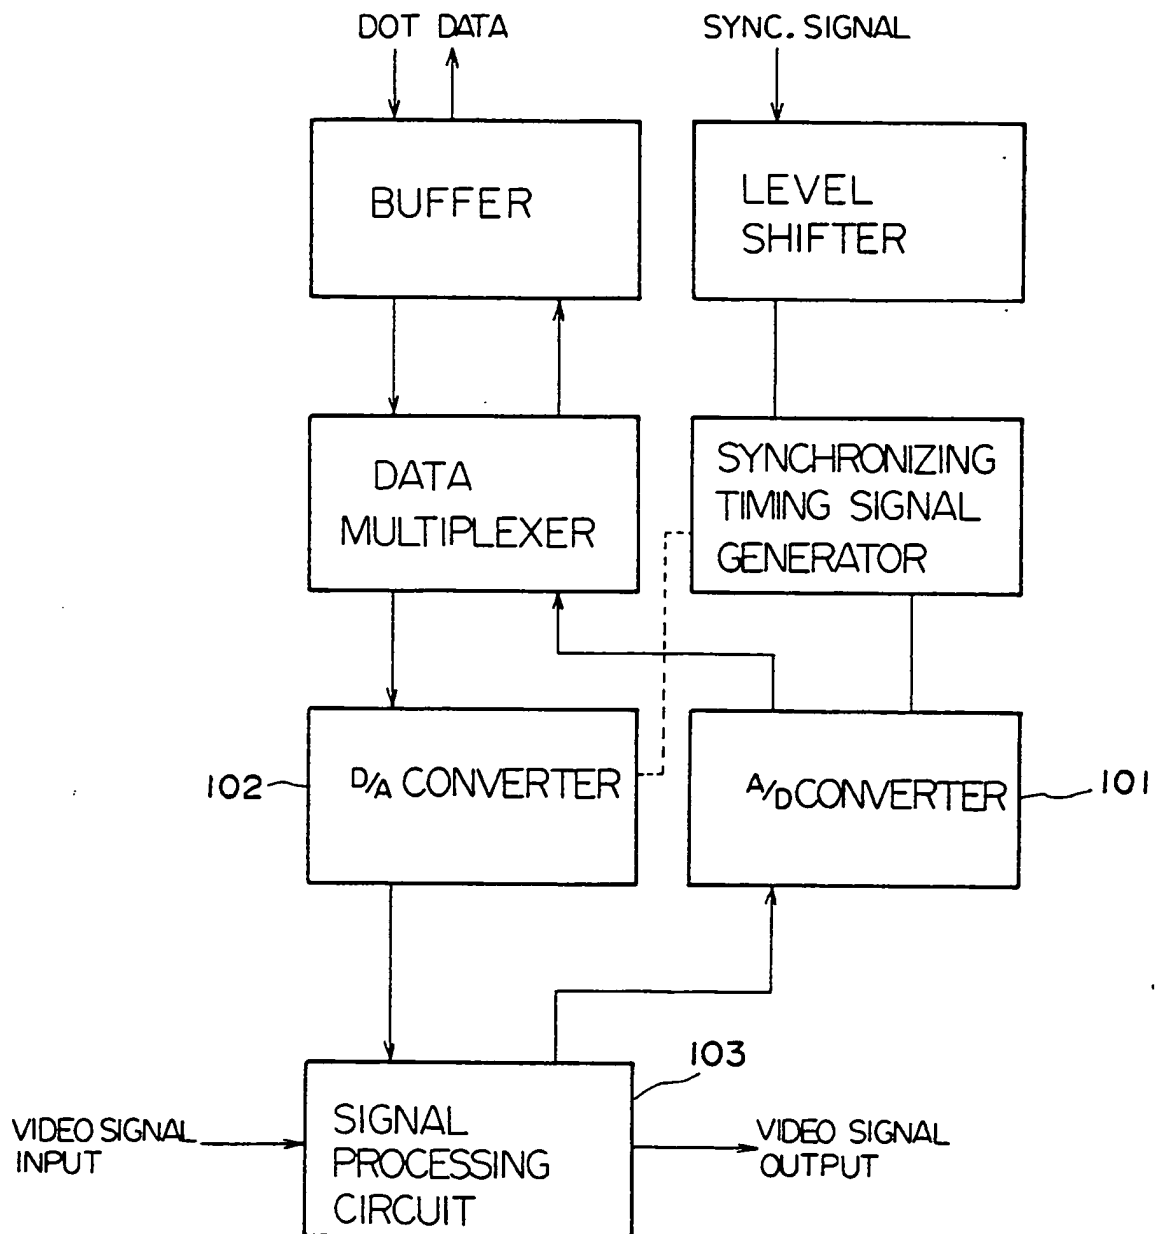 DOT DATA
SYNC. SIGNAL
BUFFER
LEVEL
SHIFTER
DATA
MULTIPLEXER
SYNCHRONIZING
TIMING SIGNAL
GENERATOR
102
D/A CONVERTER
A/D CONVERTER
101
103
VIDEO SIGNAL
INPUT
SIGNAL
PROCESSING
CIRCUIT
VIDEO SIGNAL
OUTPUT